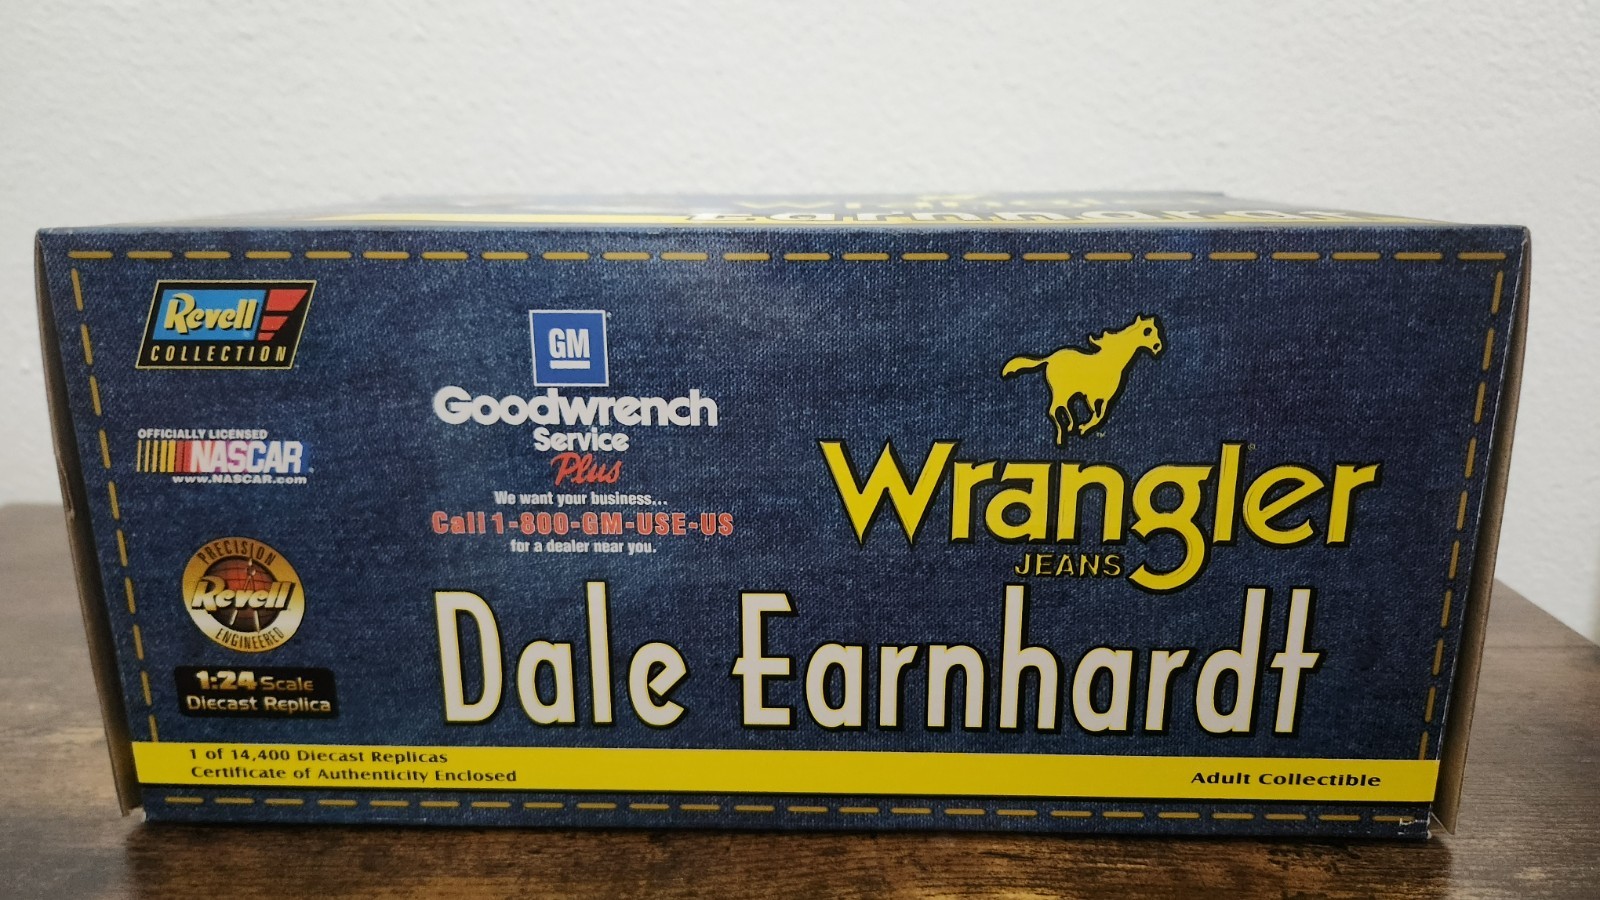 Earnhardt
Revell
COLLECTION
OFFICIALLY LICENSED
NASCAR
www.NASCAR.com
PRECISION
Revell
ENGINEERED
1:24 Scale
Diecast Replica
GM
Goodwrench
Service
Plus
We want your business...
Call 1-800-GM-USE-US
for a dealer near you.
Wrangler
JEANS
Dale Earnhardt
1 of 14,400 Diecast Replicas
Certificate of Authenticity Enclosed
Adult Collectible